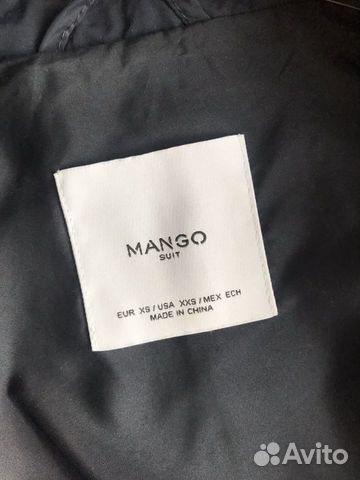 MANGO
SUIT
EUR XS / USA XXS / MEX ECH
MADE IN CHINA
Avito